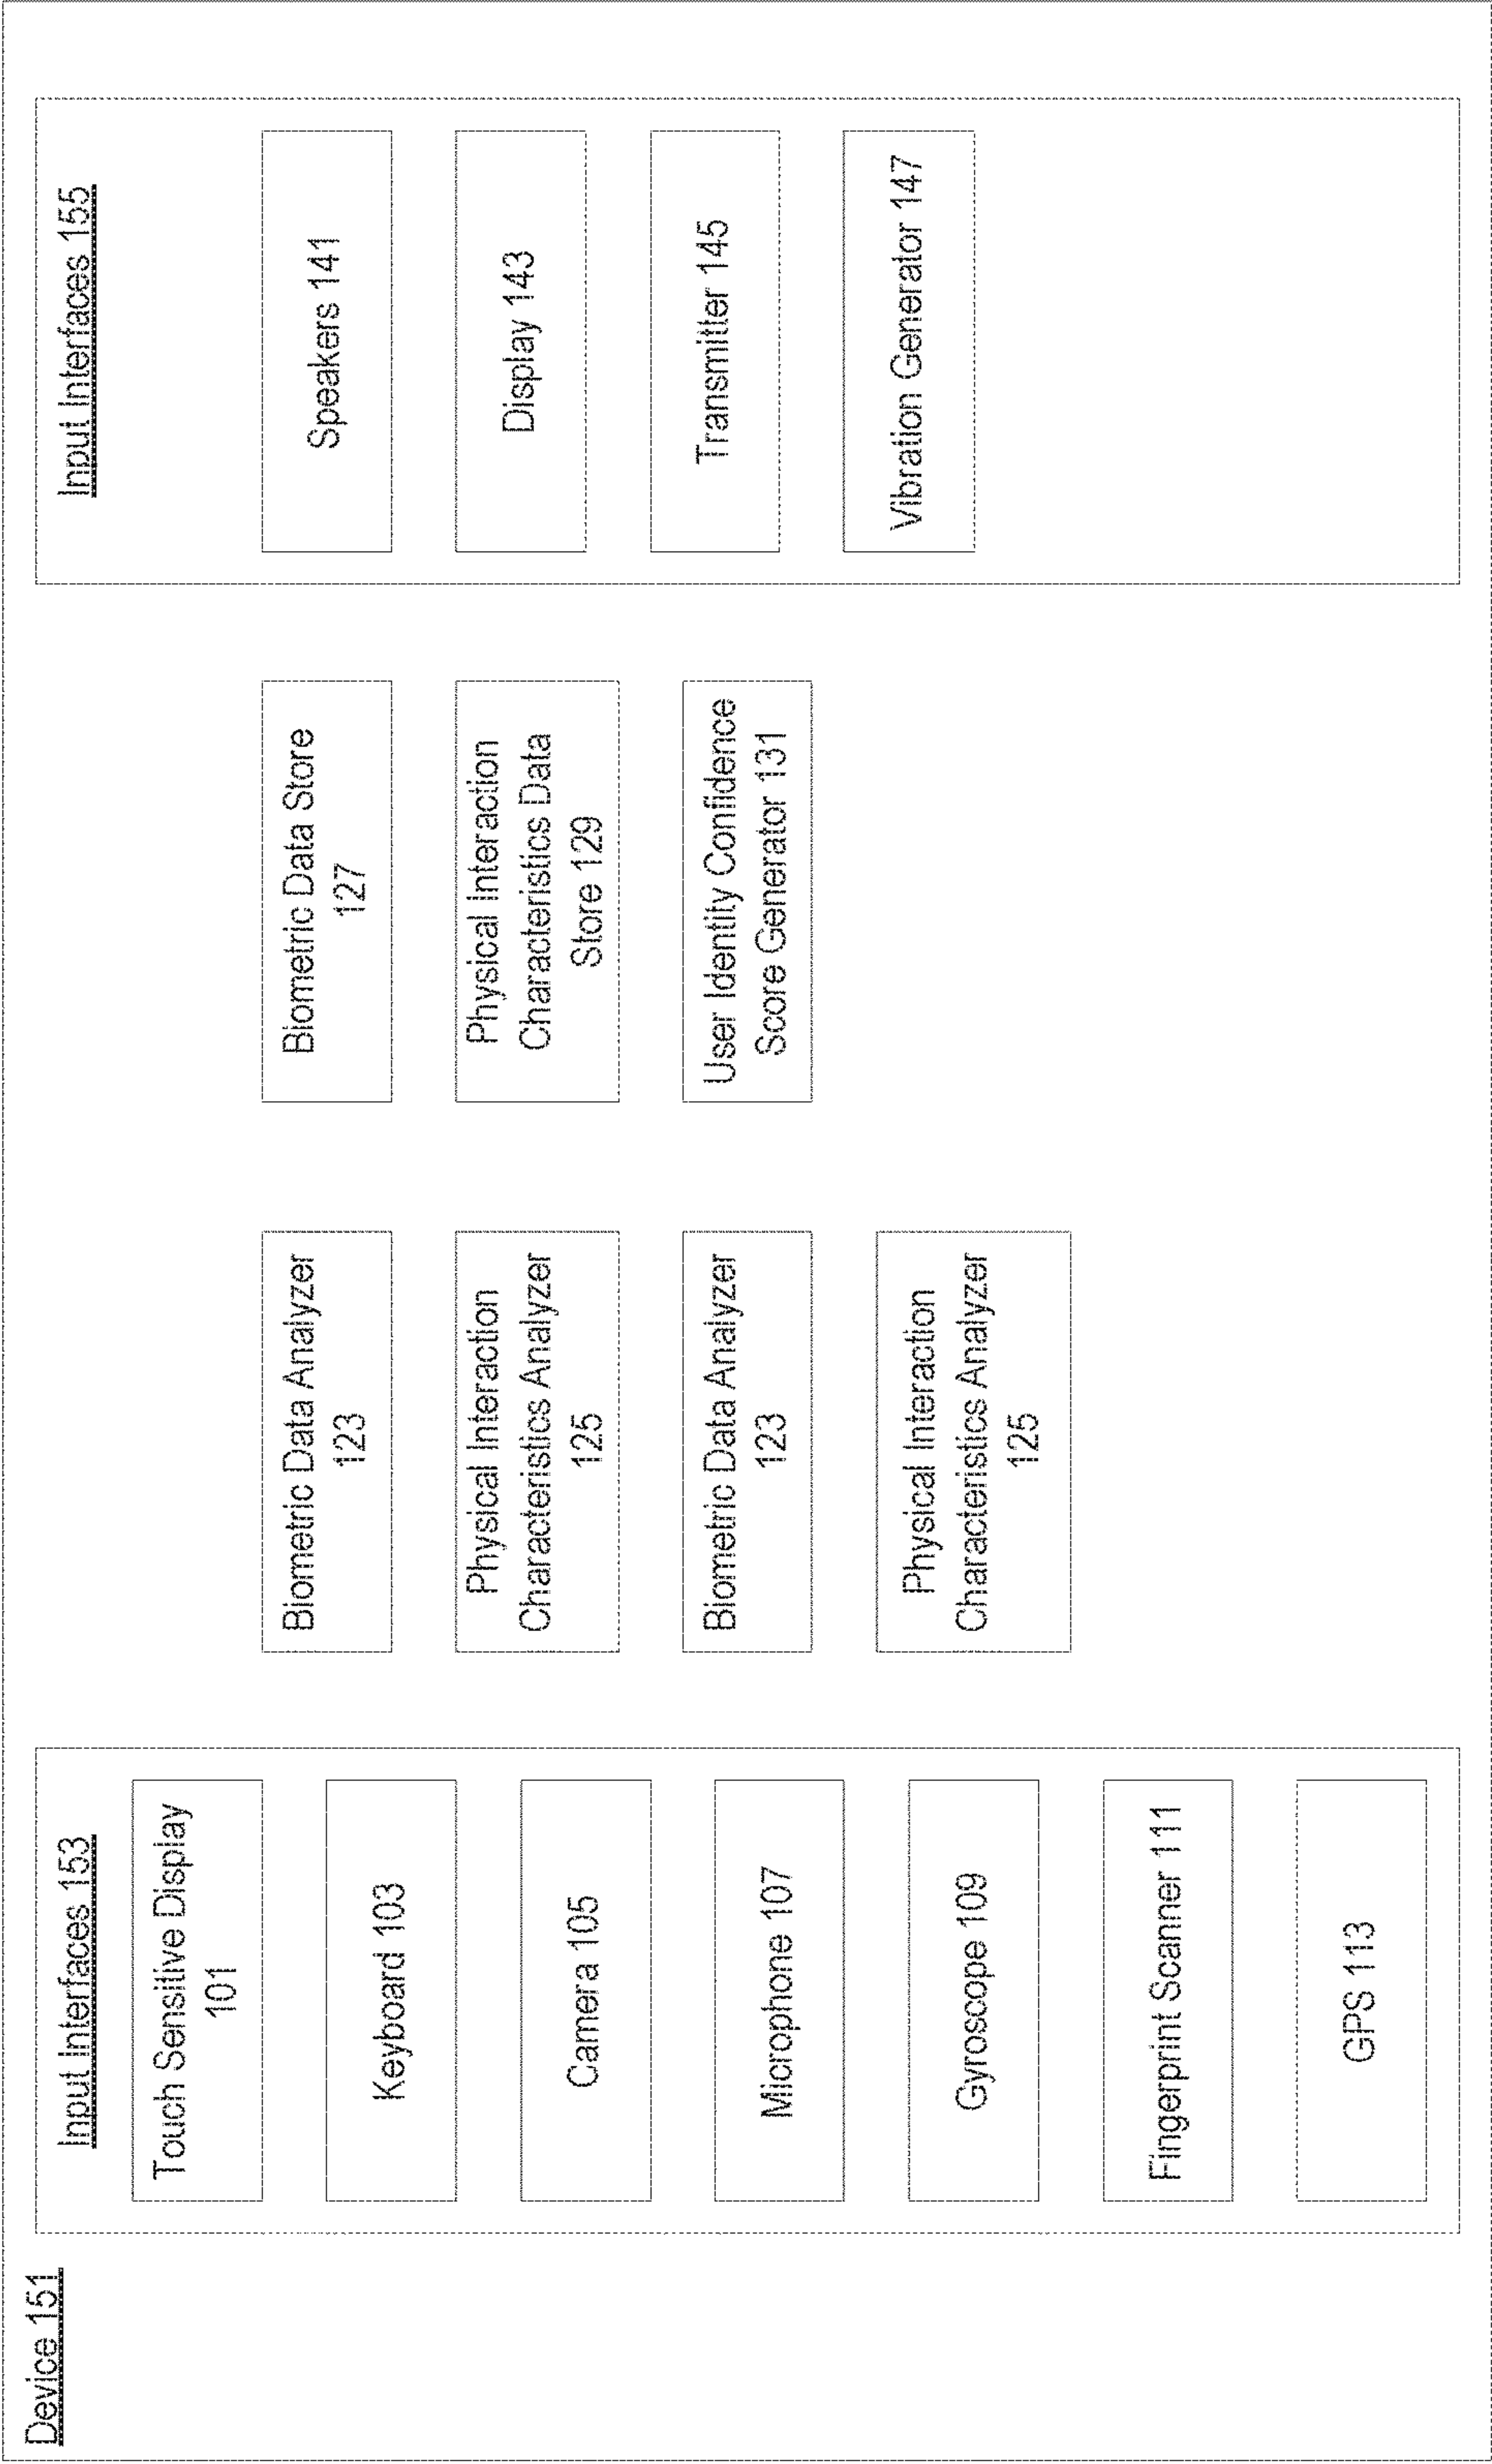 Device 151
Input Interfaces 153
Touch Sensitive Display
101
Keyboard 103
Camera 105
Microphone 107
Gyroscope 109
Fingerprint Scanner 111
GPS 113
Biometric Data Analyzer
123
Physical Interaction
Characteristics Analyzer
125
Biometric Data Analyzer
123
Physical Interaction
Characteristics Analyzer
125
Biometric Data Store
127
Physical Interaction
Characteristics Data
Store 129
User Identity Confidence
Score Generator 131
Input Interfaces 155
Speakers 141
Display 143
Transmitter 145
Vibration Generator 147